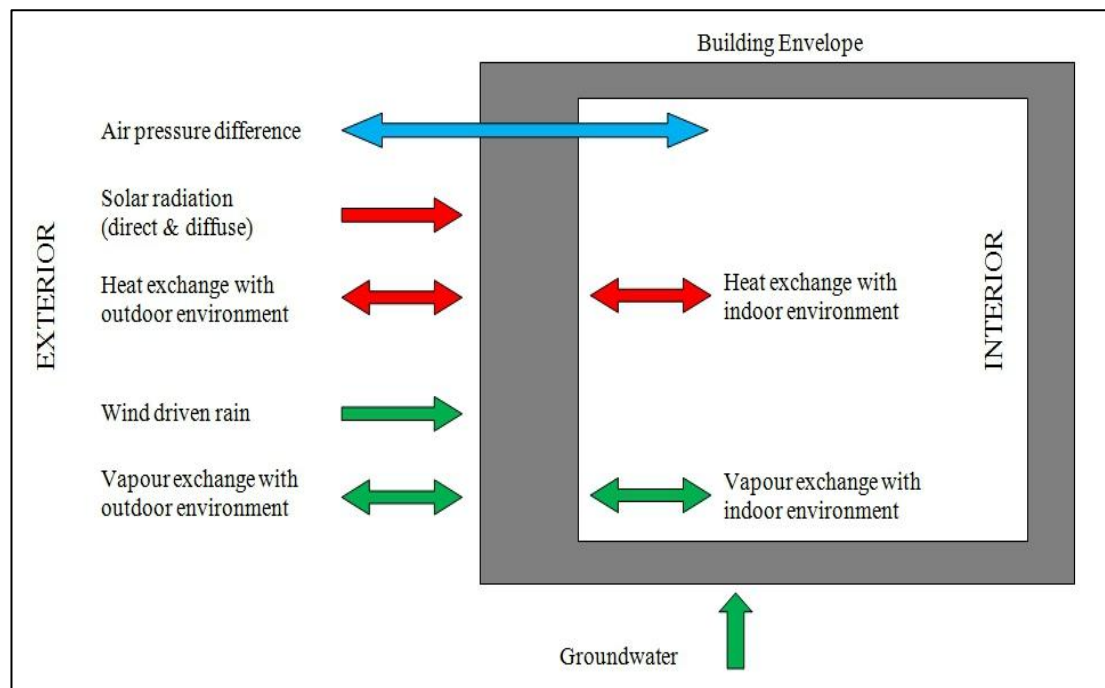 Building Envelope
Air pressure difference
Solar radiation
(direct & diffuse)
EXTERIOR
Heat exchange with
outdoor environment
Heat exchange with
indoor environment
INTERIOR
Wind driven rain
Vapour exchange with
outdoor environment
Vapour exchange with
indoor environment
Groundwater